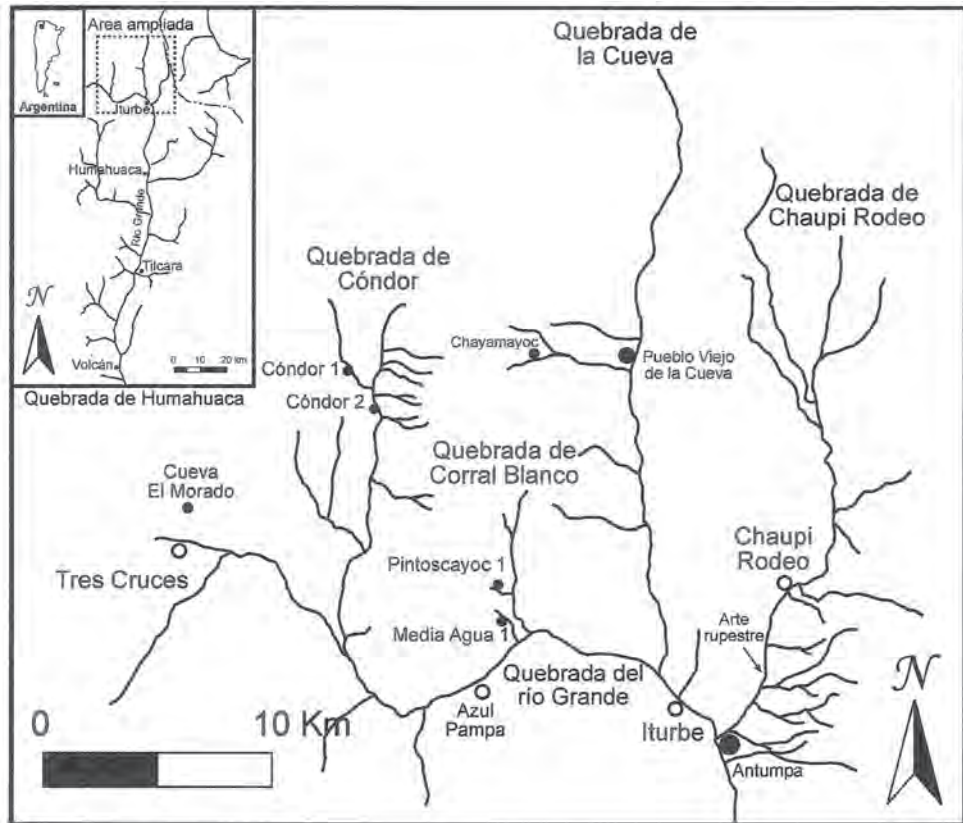 Area ampliada
Argentina
Iturbe
Humahuaca
Río Grande
Tilcara
N
Volcán
0 10 20 km
Quebrada de Humahuaca
Quebrada de
la Cueva
Quebrada de
Chaupi Rodeo
Quebrada de
Cóndor
Chayamayoc
Pueblo Viejo
de la Cueva
Cóndor 1
Cóndor 2
Quebrada de
Corral Blanco
Cueva
El Morado
Tres Cruces
Pintoscayoc 1
Media Agua 1
Chaupi
Rodeo
Arte
rupestre
Quebrada del
río Grande
Azul
Pampa
Iturbe
Antumpa
N
0 10 Km